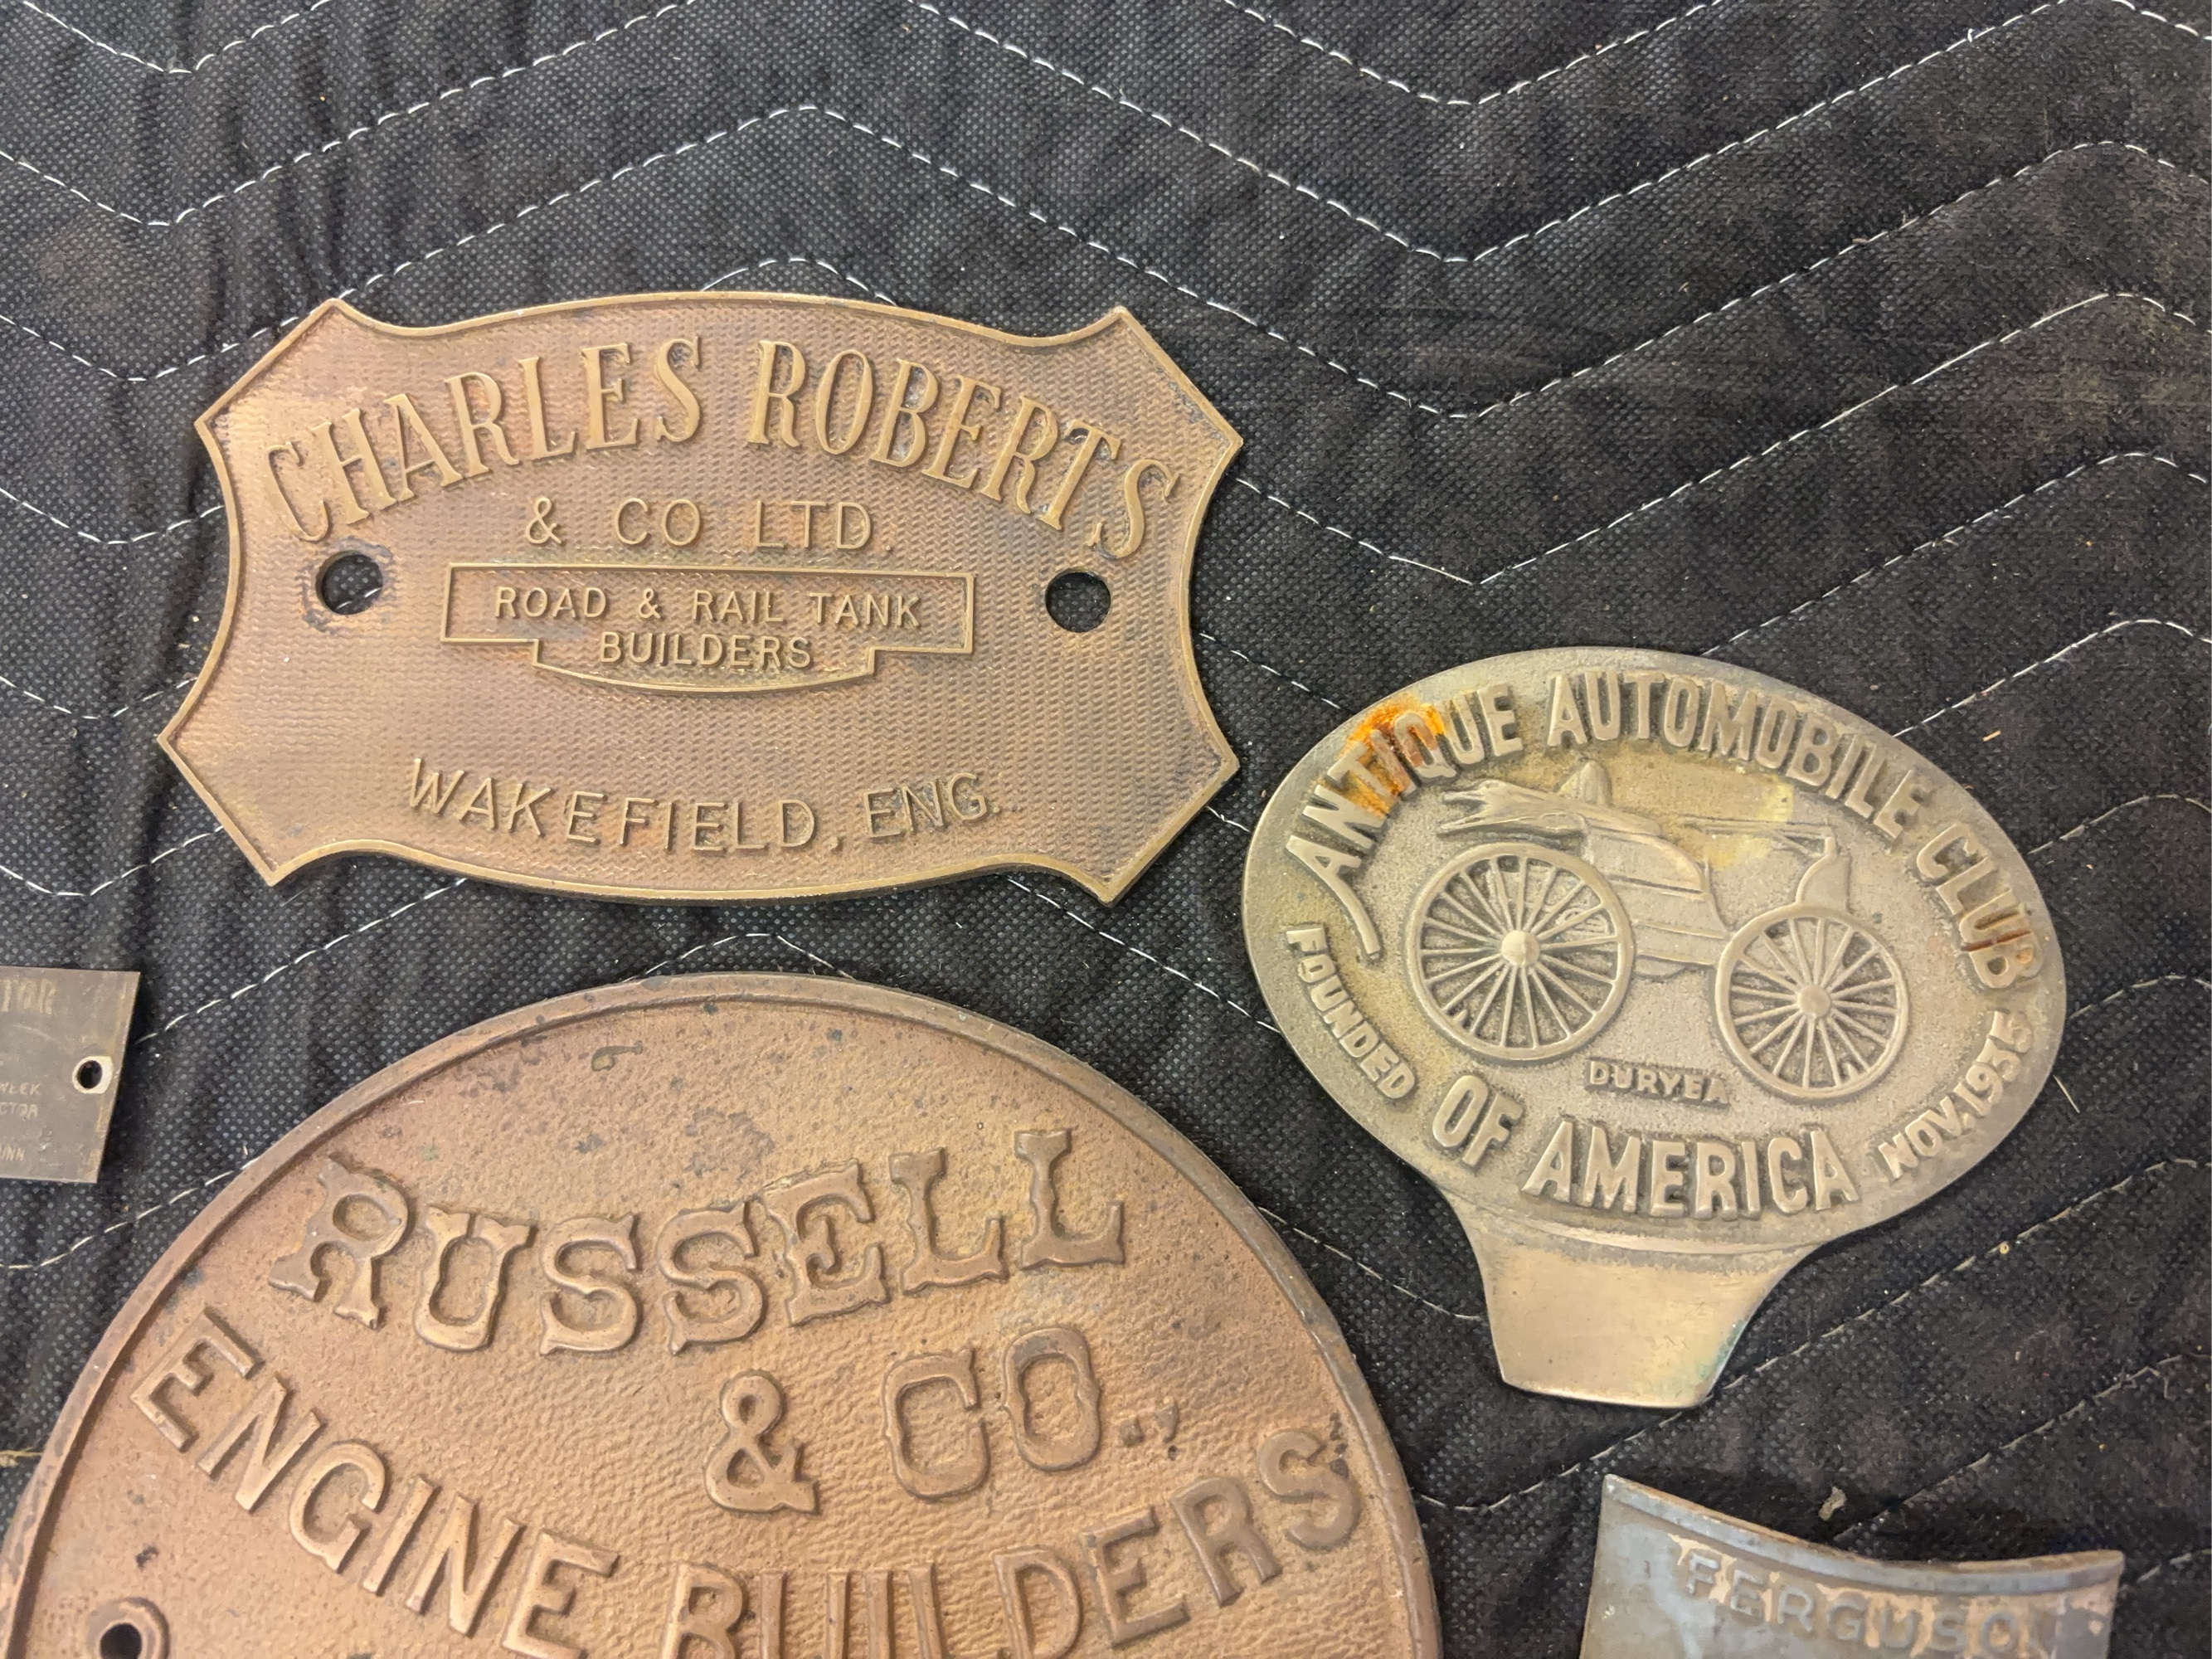 CHARLES ROBERTS
& CO LTD.
ROAD & RAIL TANK
BUILDERS
WAKEFIELD, ENG.
ANTIQUE AUTOMOBILE CLUB
OF AMERICA
FOUNDED
NOV. 1935
DURYEA
WEEK
RUSSELL
& CO.,
ENGINE BUILDERS
FERGUSON